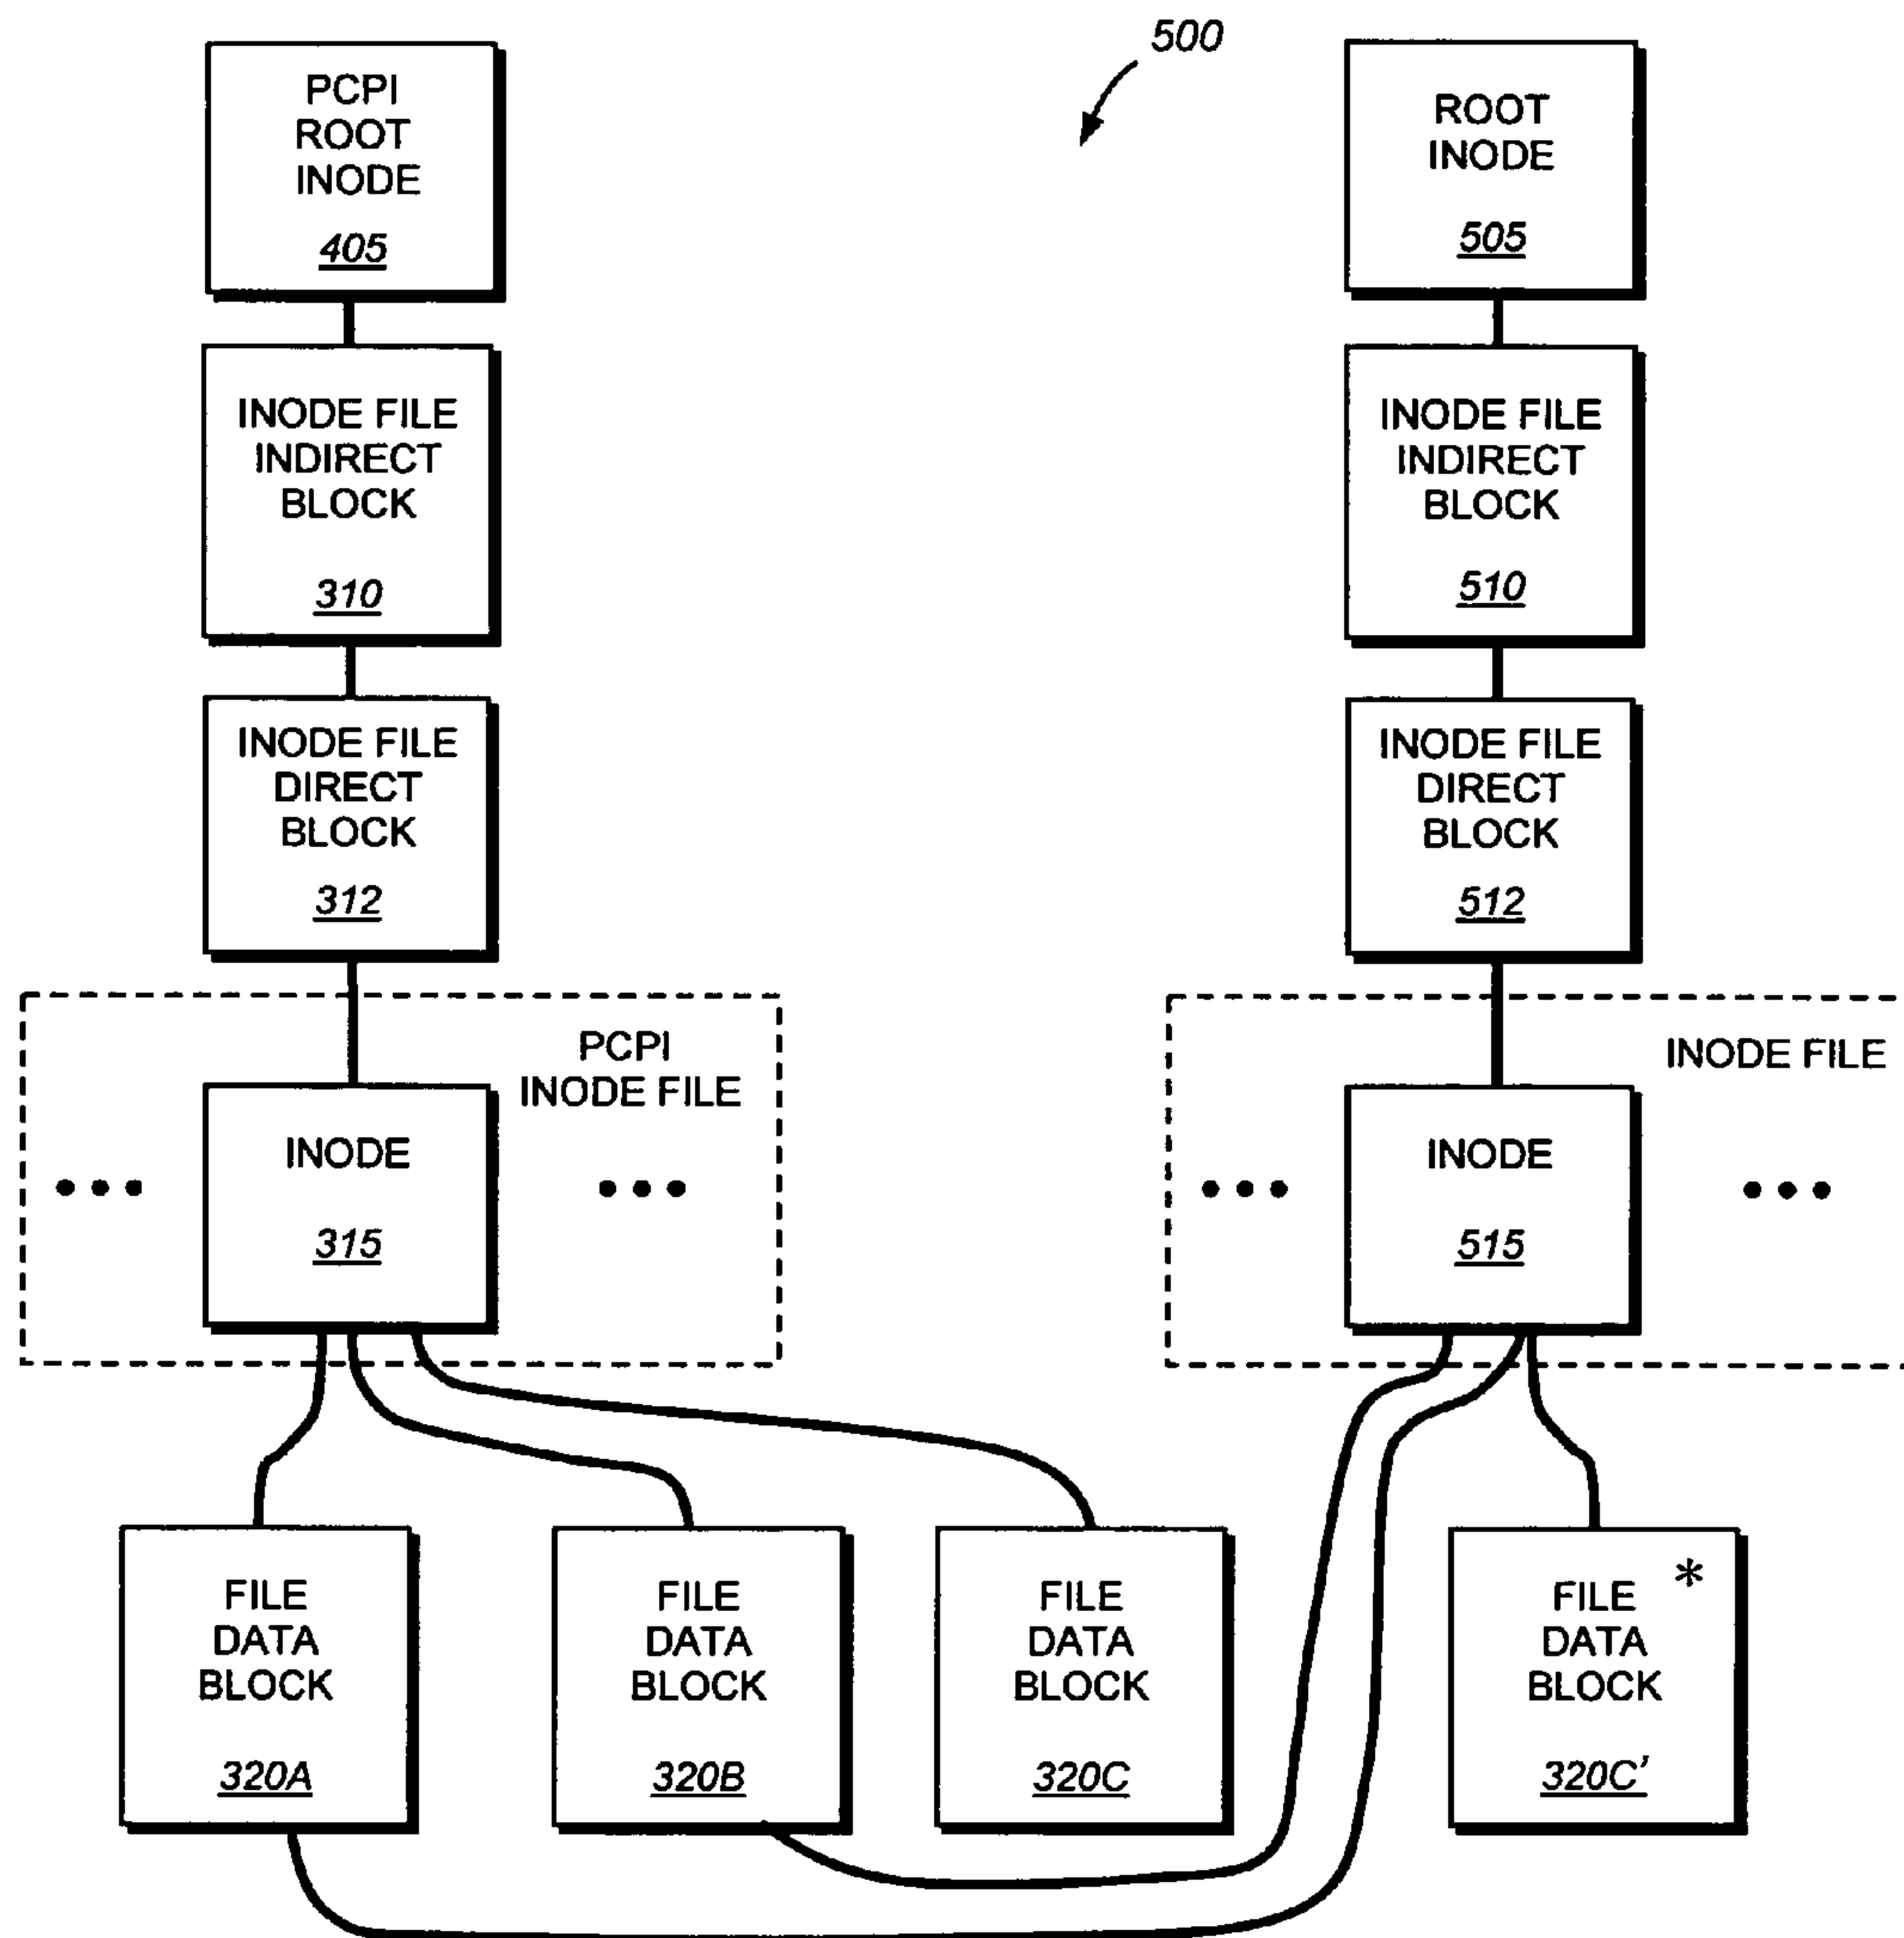 500
PCPI
ROOT
INODE
405
ROOT
INODE
505
INODE FILE
INDIRECT
BLOCK
310
INODE FILE
INDIRECT
BLOCK
510
INODE FILE
DIRECT
BLOCK
312
INODE FILE
DIRECT
BLOCK
512
PCPI
INODE FILE
INODE
315
INODE FILE
INODE
515
FILE
DATA
BLOCK
320A
FILE
DATA
BLOCK
320B
FILE
DATA
BLOCK
320C
FILE *
DATA
BLOCK
320C'